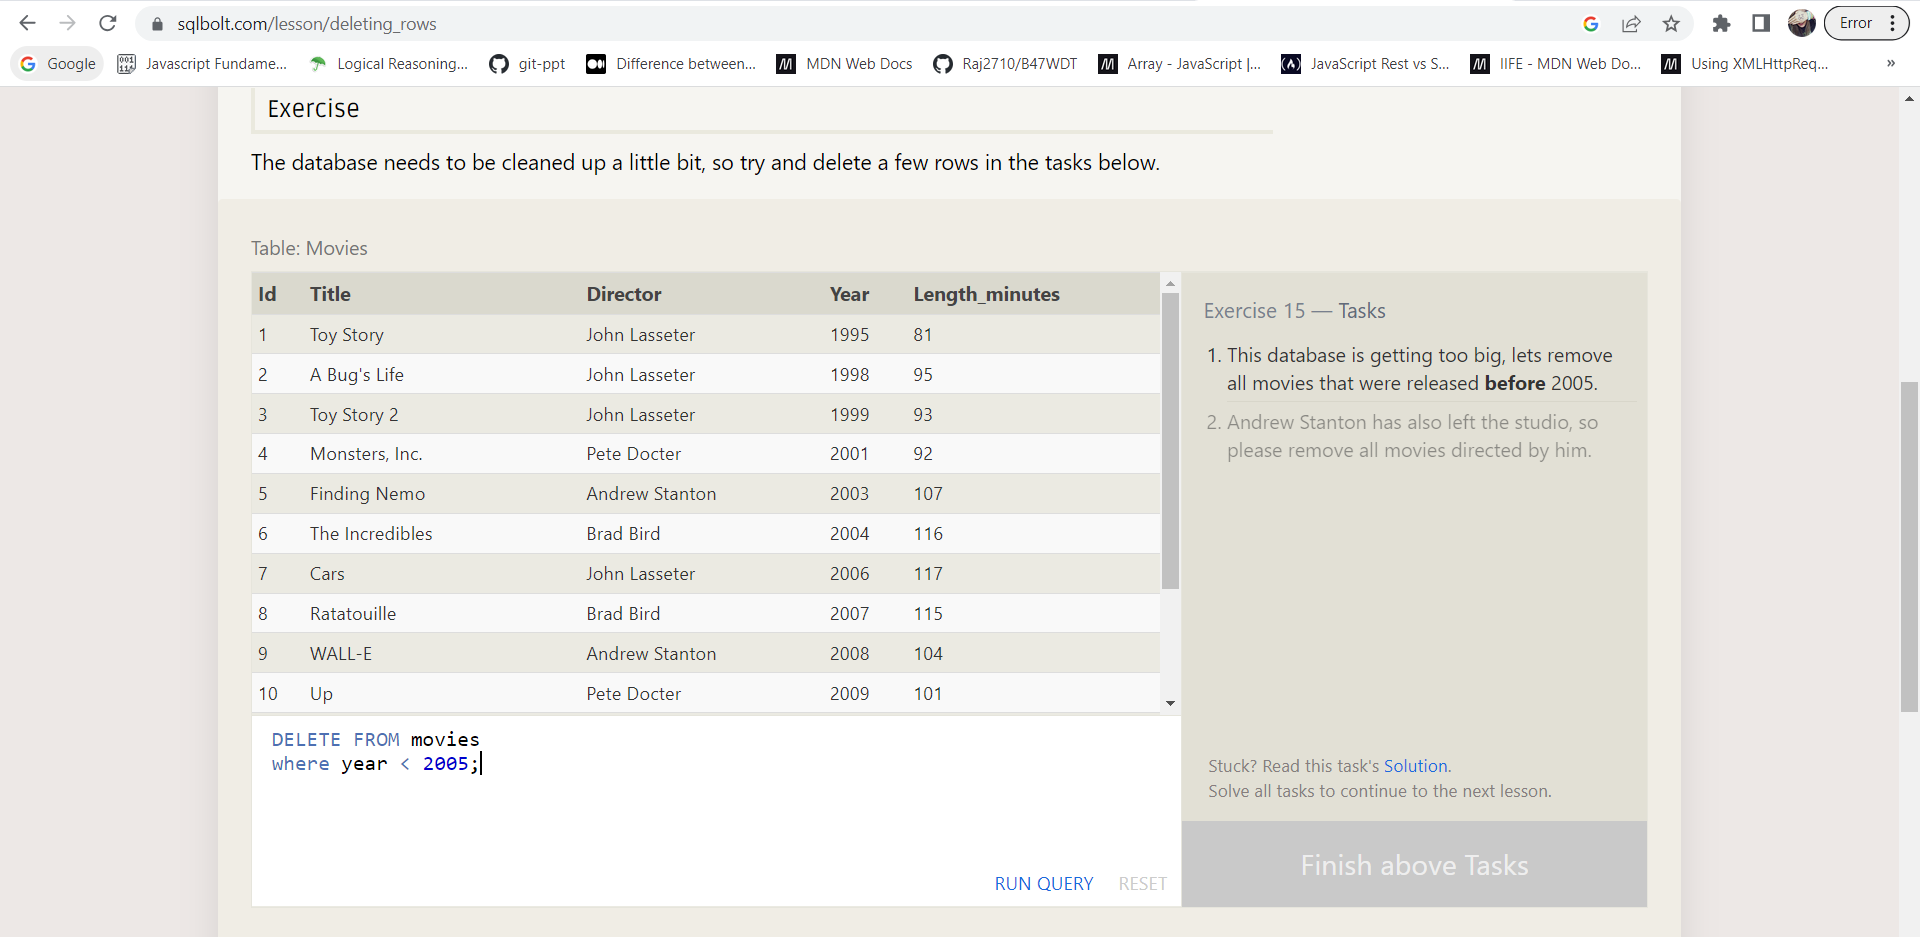 sqlbolt.com/lesson/deleting_rows
Error
Google
Javascript Fundame...
Logical Reasoning...
git-ppt
Difference between...
MDN Web Docs
Raj2710/B47WDT
Array - JavaScript |...
JavaScript Rest vs S...
IIFE - MDN Web Do...
Using XMLHttpReq...
»
Exercise
The database needs to be cleaned up a little bit, so try and delete a few rows in the tasks below.
Table: Movies
Id Title Director Year Length_minutes
1 Toy Story John Lasseter 1995 81
2 A Bug's Life John Lasseter 1998 95
3 Toy Story 2 John Lasseter 1999 93
4 Monsters, Inc. Pete Docter 2001 92
5 Finding Nemo Andrew Stanton 2003 107
6 The Incredibles Brad Bird 2004 116
7 Cars John Lasseter 2006 117
8 Ratatouille Brad Bird 2007 115
9 WALL-E Andrew Stanton 2008 104
10 Up Pete Docter 2009 101
DELETE FROM movies
where year < 2005;
RUN QUERY RESET
Exercise 15 — Tasks
1. This database is getting too big, lets remove
all movies that were released before 2005.
2. Andrew Stanton has also left the studio, so
please remove all movies directed by him.
Stuck? Read this task's Solution.
Solve all tasks to continue to the next lesson.
Finish above Tasks